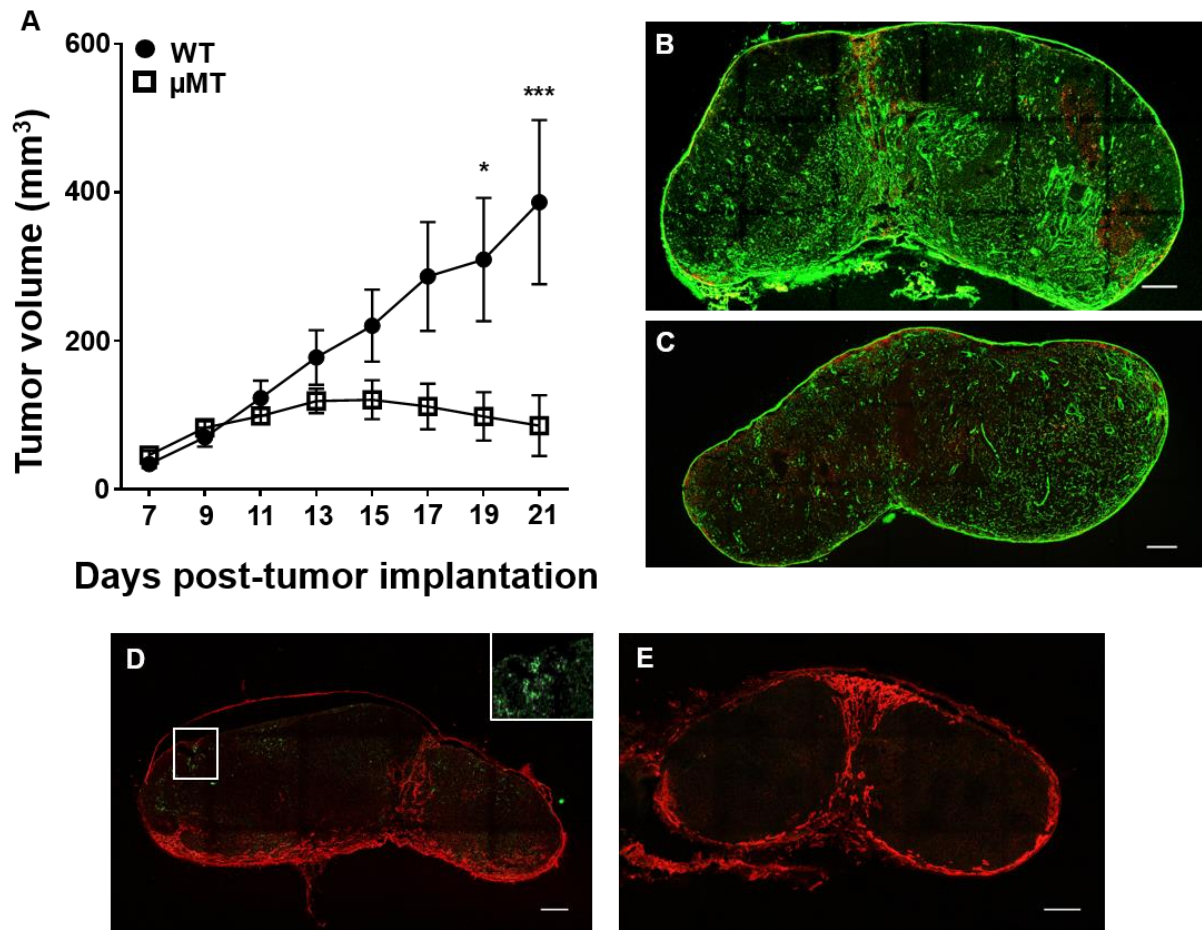 A
600
400
200
0
Tumor volume (mm³)
WT
µMT
*
***
7 9 11 13 15 17 19 21
Days post-tumor implantation
B
C
D
E